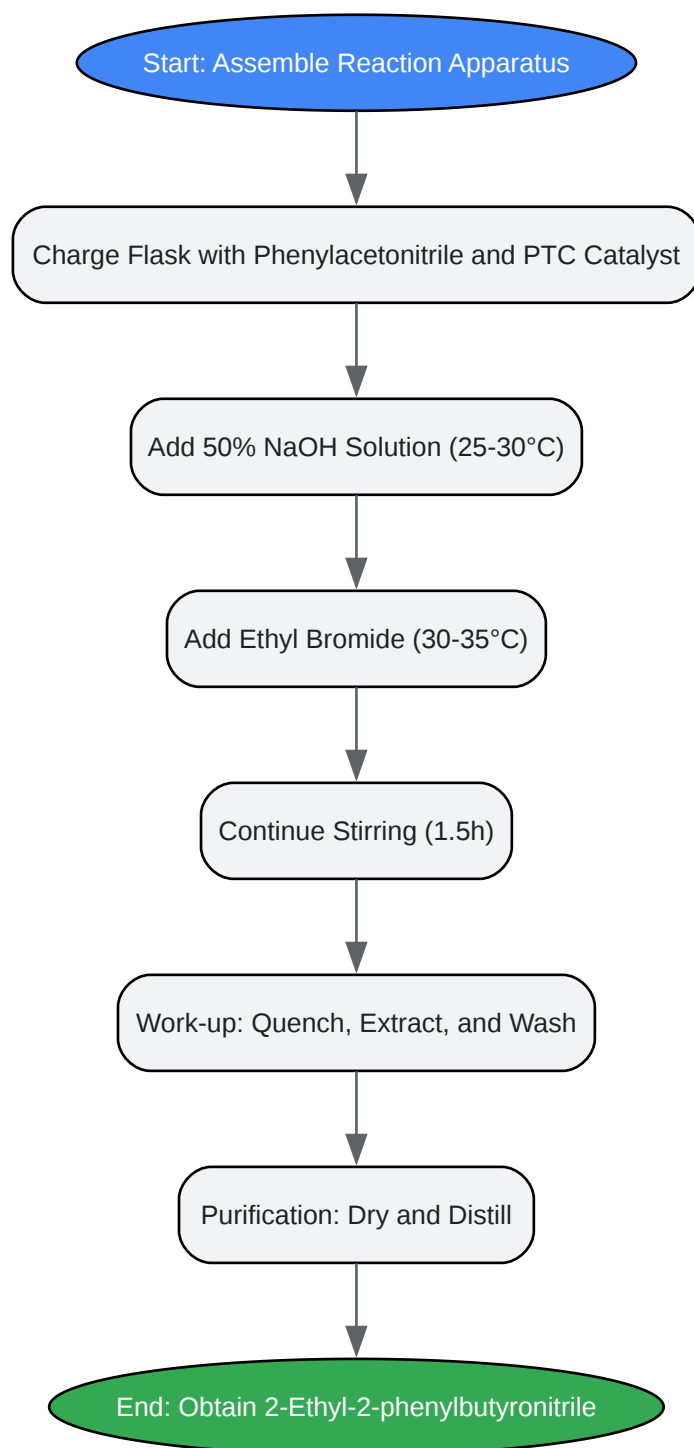 Start: Assemble Reaction Apparatus
Charge Flask with Phenylacetonitrile and PTC Catalyst
Add 50% NaOH Solution (25-30°C)
Add Ethyl Bromide (30-35°C)
Continue Stirring (1.5h)
Work-up: Quench, Extract, and Wash
Purification: Dry and Distill
End: Obtain 2-Ethyl-2-phenylbutyronitrile